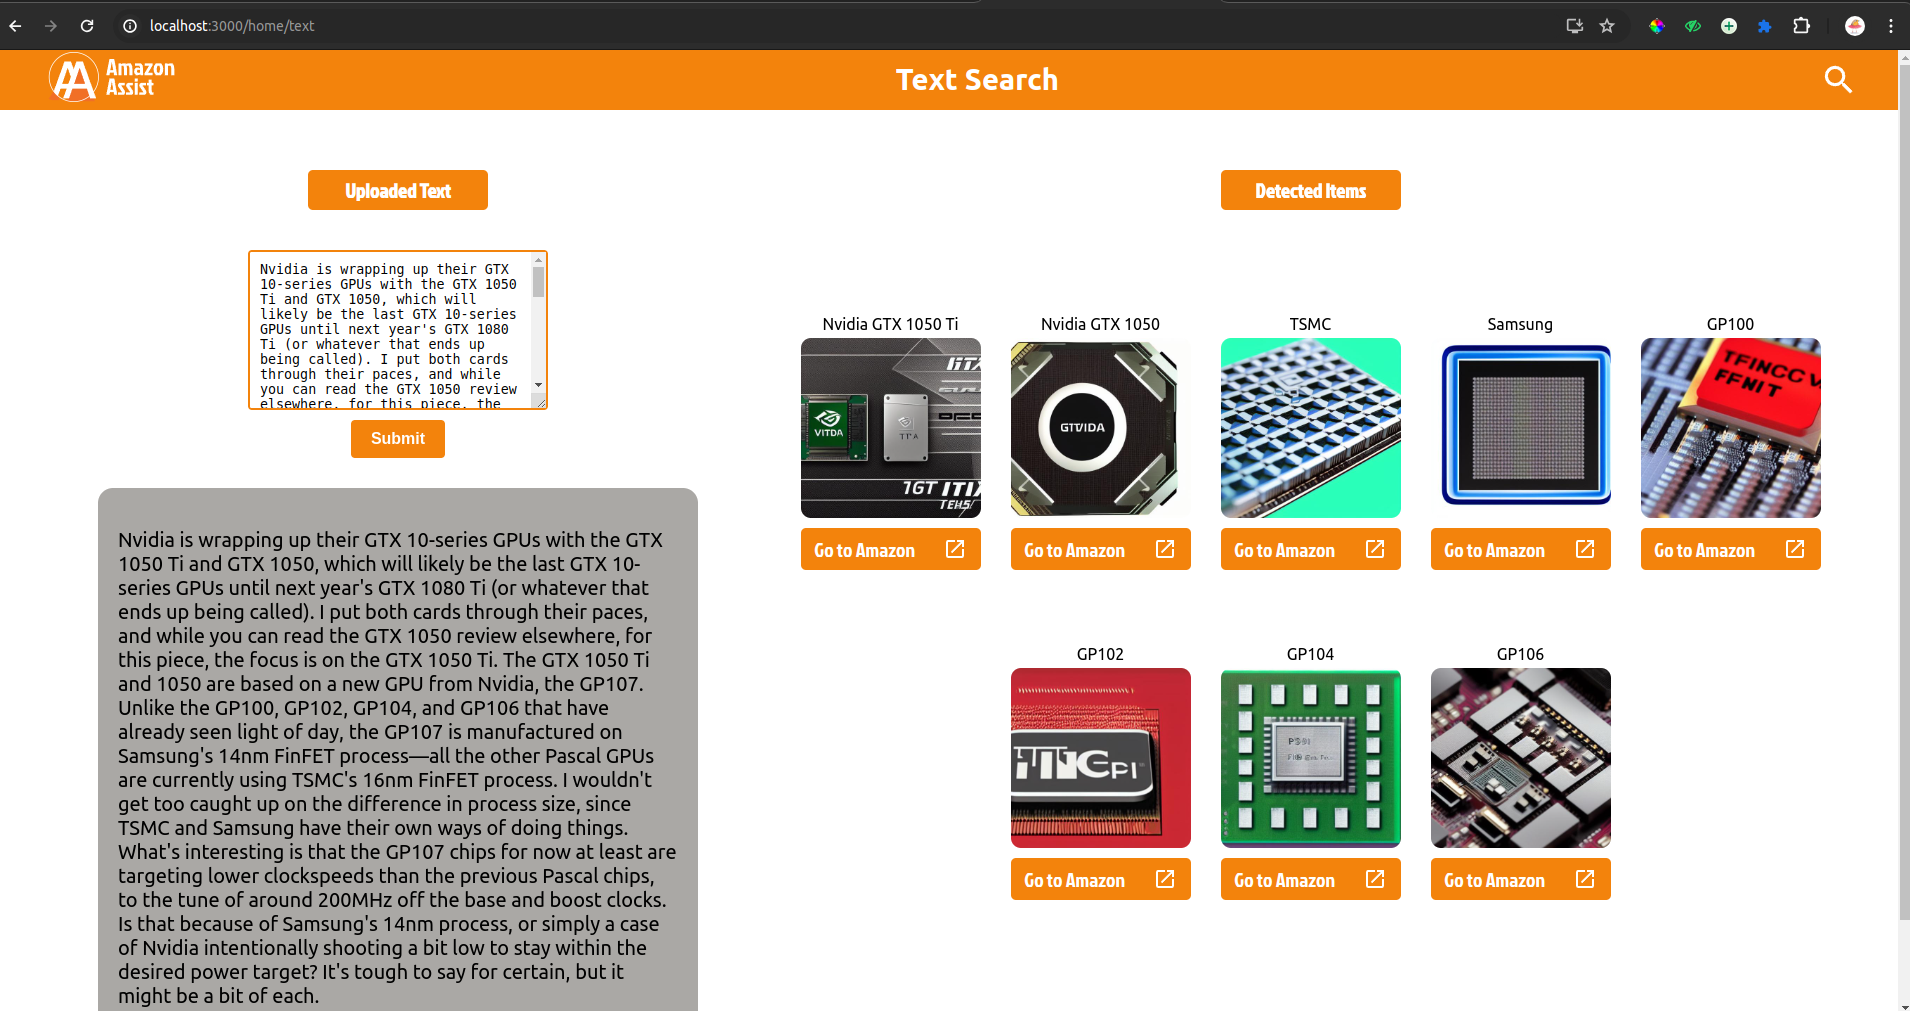 localhost:3000/home/text
Amazon
Assist
Text Search
Uploaded Text
Nvidia is wrapping up their GTX
10-series GPUs with the GTX 1050
Ti and GTX 1050, which will
likely be the last GTX 10-series
GPUs until next year's GTX 1080
Ti (or whatever that ends up
being called). I put both cards
through their paces, and while
you can read the GTX 1050 review
elsewhere, for this piece, the
Submit
Nvidia is wrapping up their GTX 10-series GPUs with the GTX
1050 Ti and GTX 1050, which will likely be the last GTX 10-
series GPUs until next year's GTX 1080 Ti (or whatever that
ends up being called). I put both cards through their paces,
and while you can read the GTX 1050 review elsewhere, for
this piece, the focus is on the GTX 1050 Ti. The GTX 1050 Ti
and 1050 are based on a new GPU from Nvidia, the GP107.
Unlike the GP100, GP102, GP104, and GP106 that have
already seen light of day, the GP107 is manufactured on
Samsung's 14nm FinFET process—all the other Pascal GPUs
are currently using TSMC's 16nm FinFET process. I wouldn't
get too caught up on the difference in process size, since
TSMC and Samsung have their own ways of doing things.
What's interesting is that the GP107 chips for now at least are
targeting lower clockspeeds than the previous Pascal chips,
to the tune of around 200MHz off the base and boost clocks.
Is that because of Samsung's 14nm process, or simply a case
of Nvidia intentionally shooting a bit low to stay within the
desired power target? It's tough to say for certain, but it
might be a bit of each.
Detected Items
Nvidia GTX 1050 Ti
VITDA
Go to Amazon
Nvidia GTX 1050
GTVIDA
Go to Amazon
TSMC
Go to Amazon
Samsung
Go to Amazon
GP100
TFINCC
FFNIT
Go to Amazon
GP102
Go to Amazon
GP104
Go to Amazon
GP106
Go to Amazon